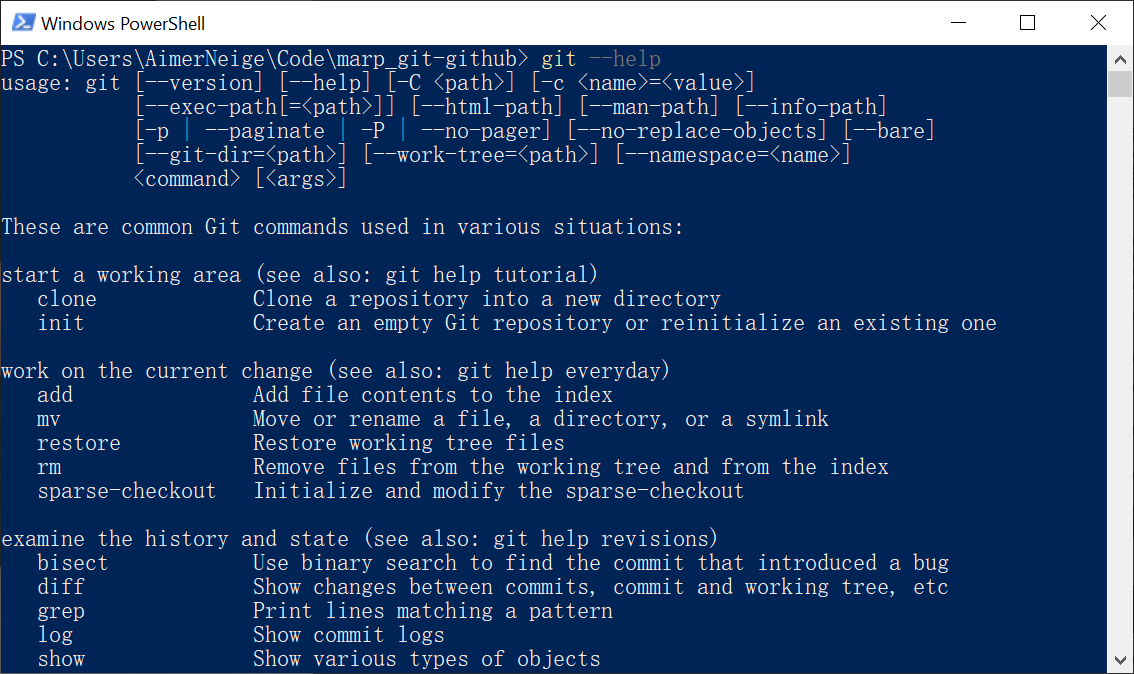 Windows PowerShell
PS C:\Users\AimerNeige\Code\marp_git-github> git --help
usage: git [--version] [--help] [-C <path>] [-c <name>=<value>]
           [--exec-path[=<path>]] [--html-path] [--man-path] [--info-path]
           [-p | --paginate | -P | --no-pager] [--no-replace-objects] [--bare]
           [--git-dir=<path>] [--work-tree=<path>] [--namespace=<name>]
           <command> [<args>]

These are common Git commands used in various situations:

start a working area (see also: git help tutorial)
   clone             Clone a repository into a new directory
   init              Create an empty Git repository or reinitialize an existing one

work on the current change (see also: git help everyday)
   add               Add file contents to the index
   mv                Move or rename a file, a directory, or a symlink
   restore           Restore working tree files
   rm                Remove files from the working tree and from the index
   sparse-checkout   Initialize and modify the sparse-checkout

examine the history and state (see also: git help revisions)
   bisect            Use binary search to find the commit that introduced a bug
   diff              Show changes between commits, commit and working tree, etc
   grep              Print lines matching a pattern
   log               Show commit logs
   show              Show various types of objects